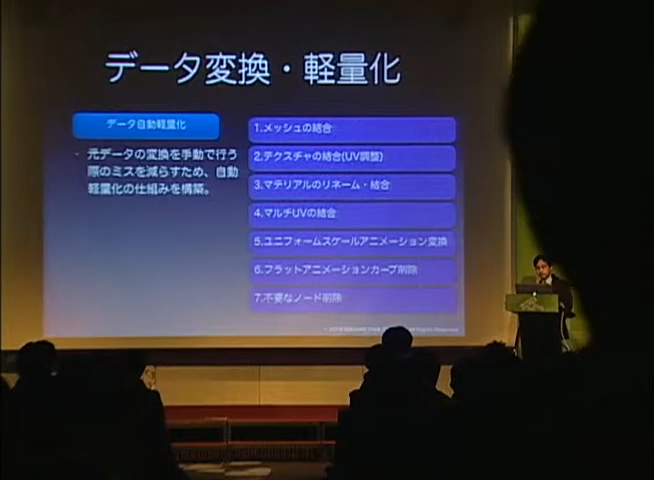 データ変換・軽量化
データ自動軽量化
・ 元データの変換を手動で行う
際のミスを減らすため、自動
軽量化の仕組みを構築。
1.メッシュの結合
2.テクスチャの結合(UV調整)
3.マテリアルのリネーム・結合
4.マルチUVの結合
5.ユニフォームスケールアニメーション変換
6.フラットアニメーションカーブ削除
7.不要なノード削除